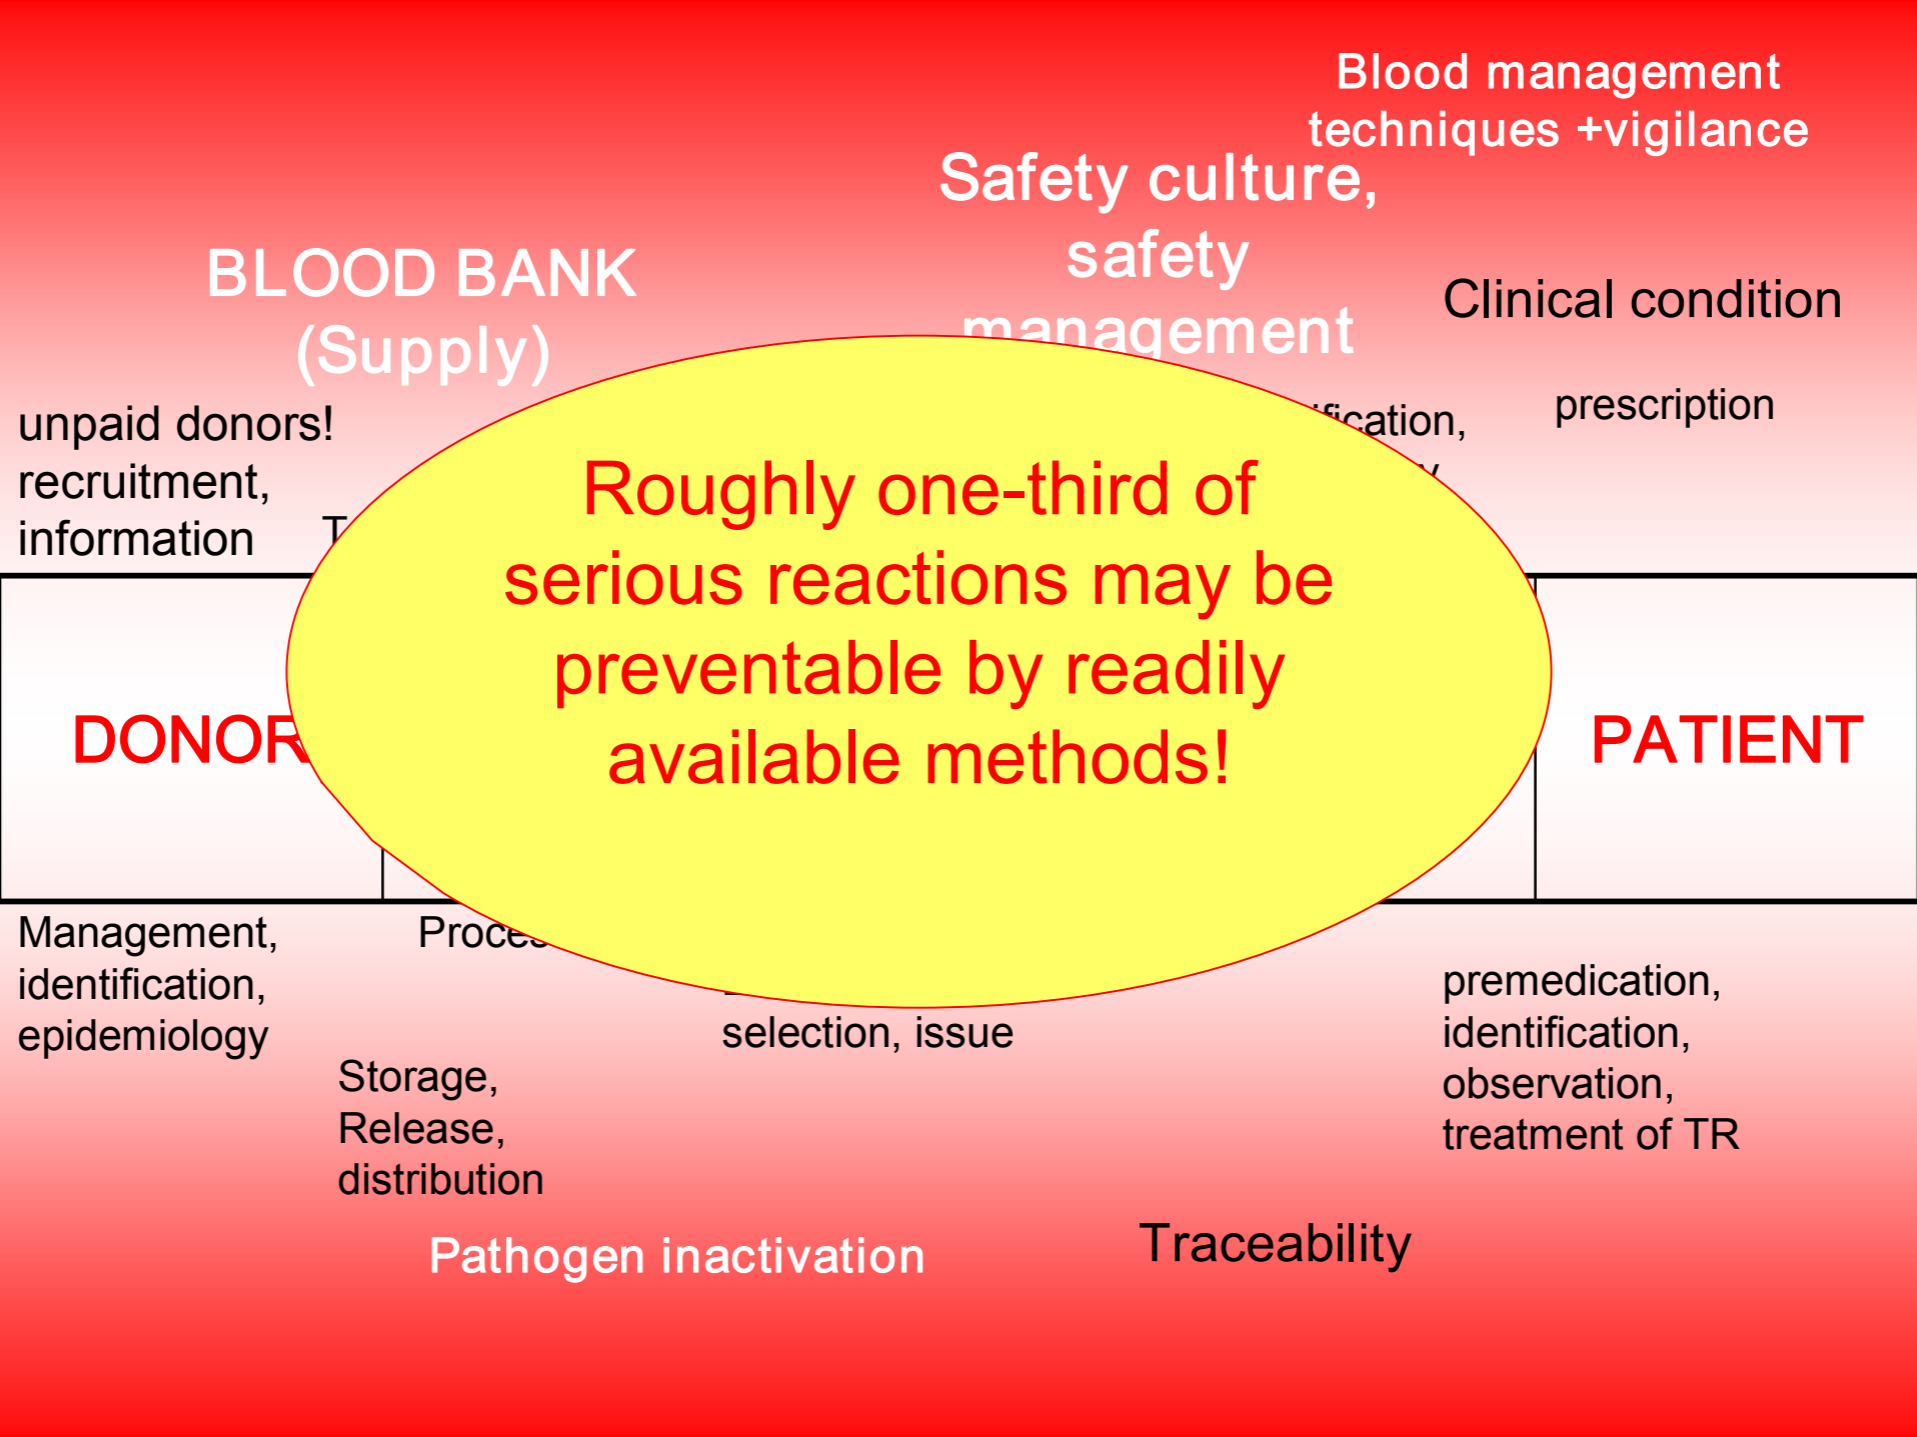 Blood management
techniques +vigilance
Safety culture,
safety
management
BLOOD BANK
(Supply)
Clinical condition
prescription
unpaid donors!
recruitment,
information
Roughly one-third of
serious reactions may be
preventable by readily
available methods!
DONOR
PATIENT
Management,
identification,
epidemiology
Storage,
Release,
distribution
selection, issue
premedication,
identification,
observation,
treatment of TR
Pathogen inactivation
Traceability